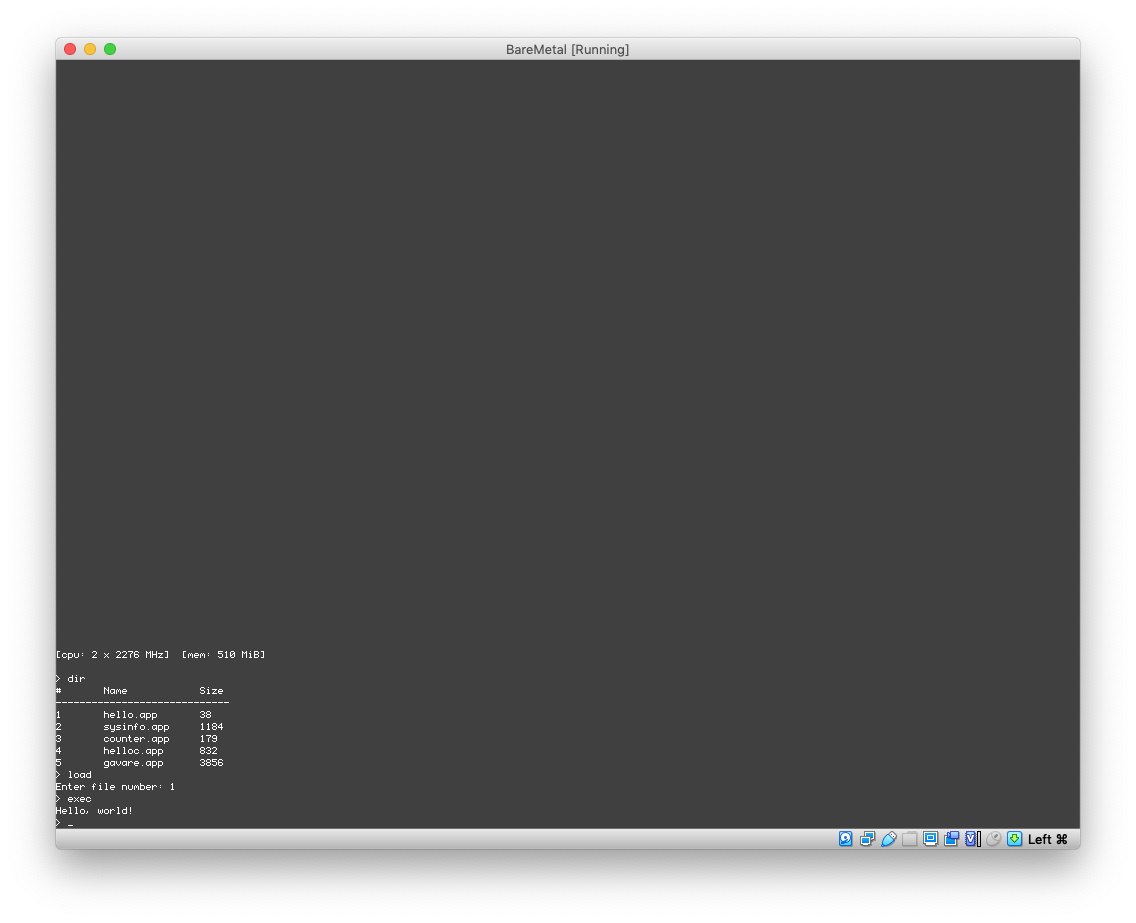 BareMetal [Running]
[cpu: 2 x 2276 MHz]  [mem: 510 MiB]
> dir
#       Name            Size
-----------------------------
1       hello.app       38
2       sysinfo.app     1184
3       counter.app     179
4       helloc.app      832
5       gavare.app      3856
> load
Enter file number: 1
> exec
Hello, world!
> _
Left ⌘